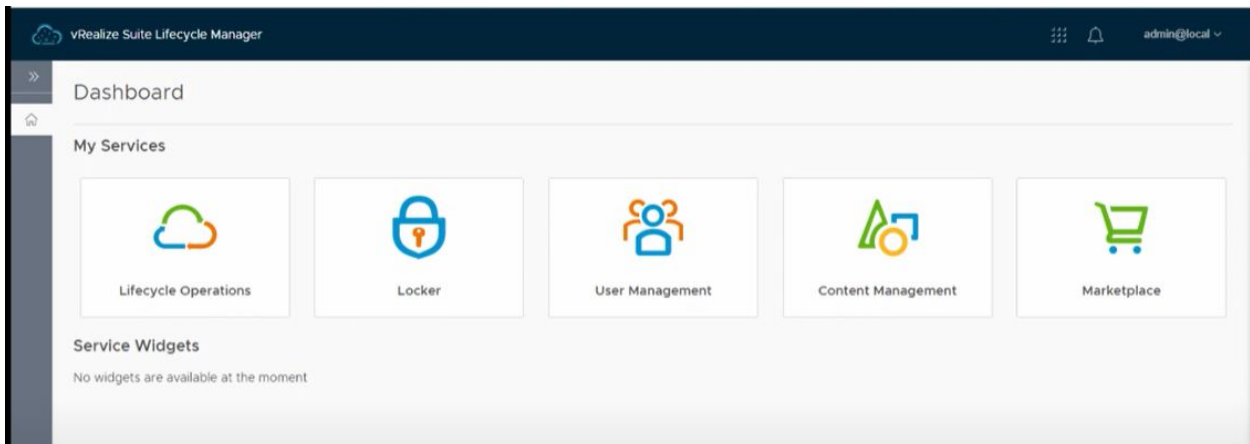 vRealize Suite Lifecycle Manager
admin@local
Dashboard
My Services
Lifecycle Operations
Locker
User Management
Content Management
Marketplace
Service Widgets
No widgets are available at the moment